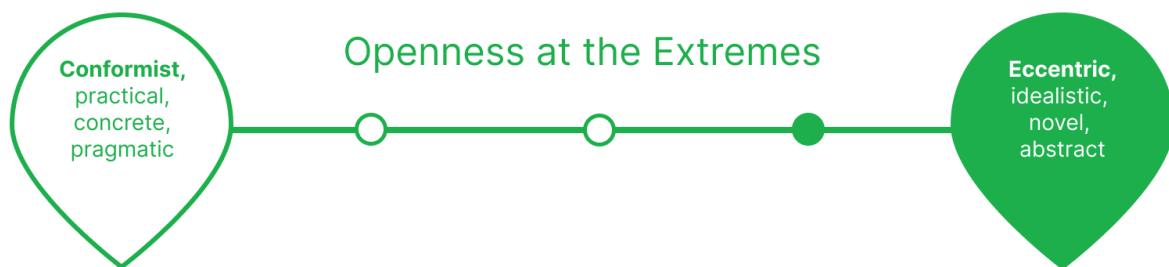 Openness at the Extremes
Conformist,
practical,
concrete,
pragmatic
Eccentric,
idealistic,
novel,
abstract